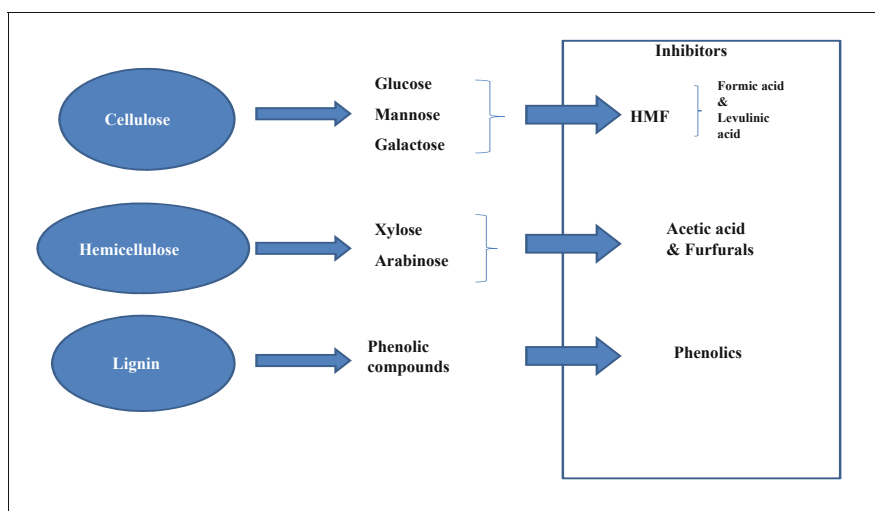 Inhibitors
Cellulose
Glucose
Mannose
Galactose
HMF
Formic acid
&
Levulinic
acid
Hemicellulose
Xylose
Arabinose
Acetic acid
& Furfurals
Lignin
Phenolic
compounds
Phenolics